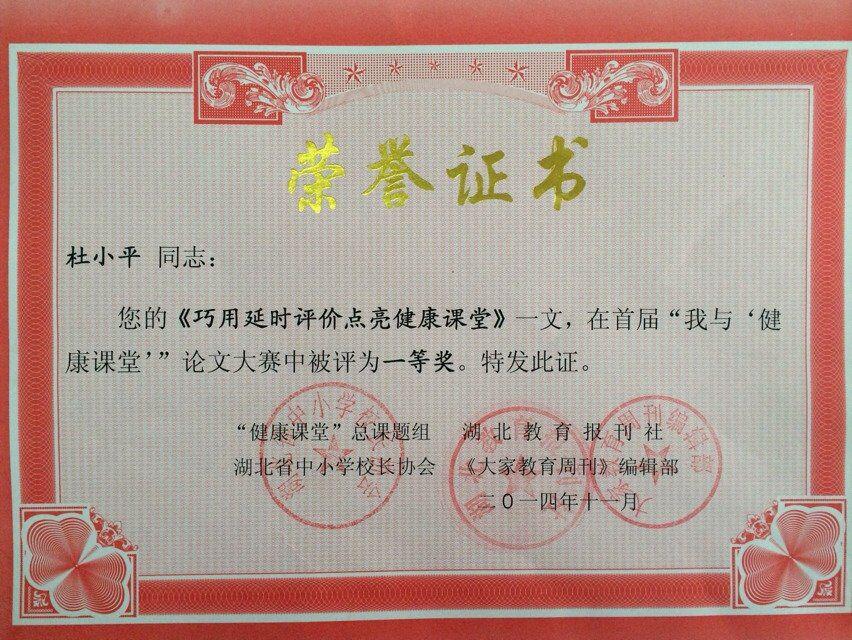 荣誉证书
杜小平 同志：
您的《巧用延时评价点亮健康课堂》一文，在首届“我与‘健
康课堂’”论文大赛中被评为一等奖。特发此证。
“健康课堂”总课题组 湖北教育报刊社
湖北省中小学校长协会 《大家教育周刊》编辑部
二〇一四年十一月